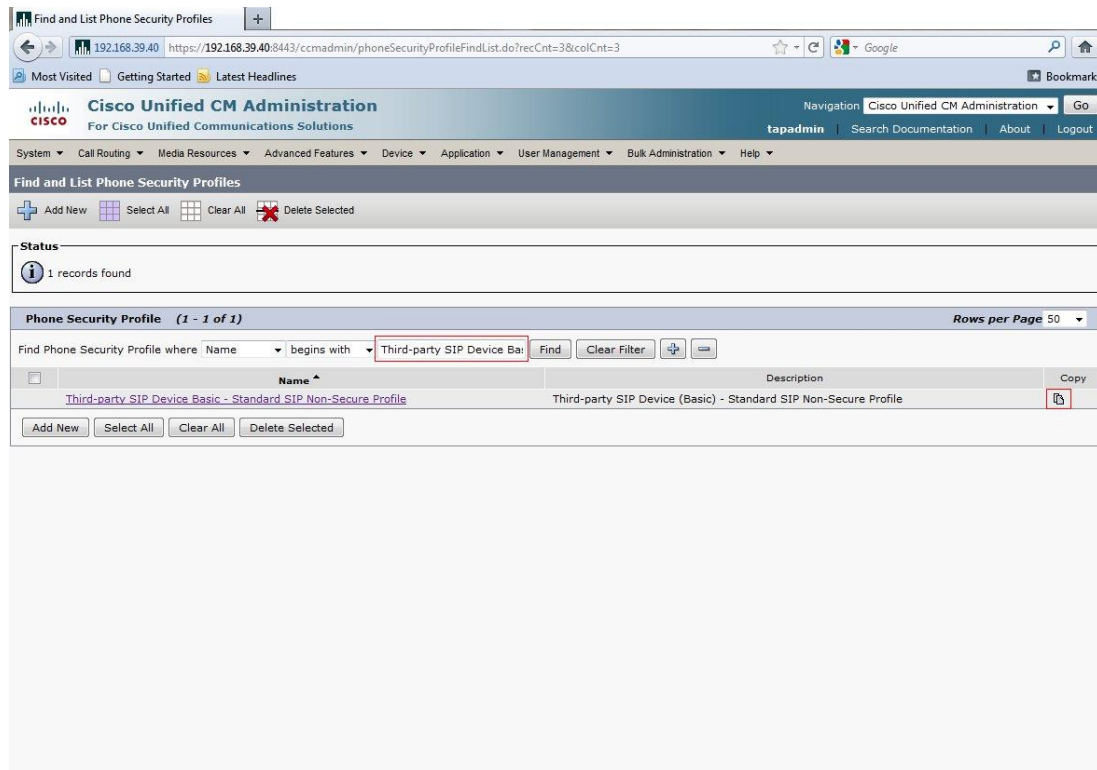 Find and List Phone Security Profiles
192.168.39.40 https://192.168.39.40:8443/ccmadmin/phoneSecurityProfileFindList.do?recCnt=3&colCnt=3 Google
Most Visited Getting Started Latest Headlines Bookmark
cisco Cisco Unified CM Administration Navigation Cisco Unified CM Administration Go
For Cisco Unified Communications Solutions tapadmin Search Documentation About Logout
System Call Routing Media Resources Advanced Features Device Application User Management Bulk Administration Help
Find and List Phone Security Profiles
Add New Select All Clear All Delete Selected
Status
1 records found
Phone Security Profile (1 - 1 of 1) Rows per Page 50
Find Phone Security Profile where Name begins with Third-party SIP Device Ba Find Clear Filter
Name Description Copy
Third-party SIP Device Basic - Standard SIP Non-Secure Profile Third-party SIP Device (Basic) - Standard SIP Non-Secure Profile
Add New Select All Clear All Delete Selected